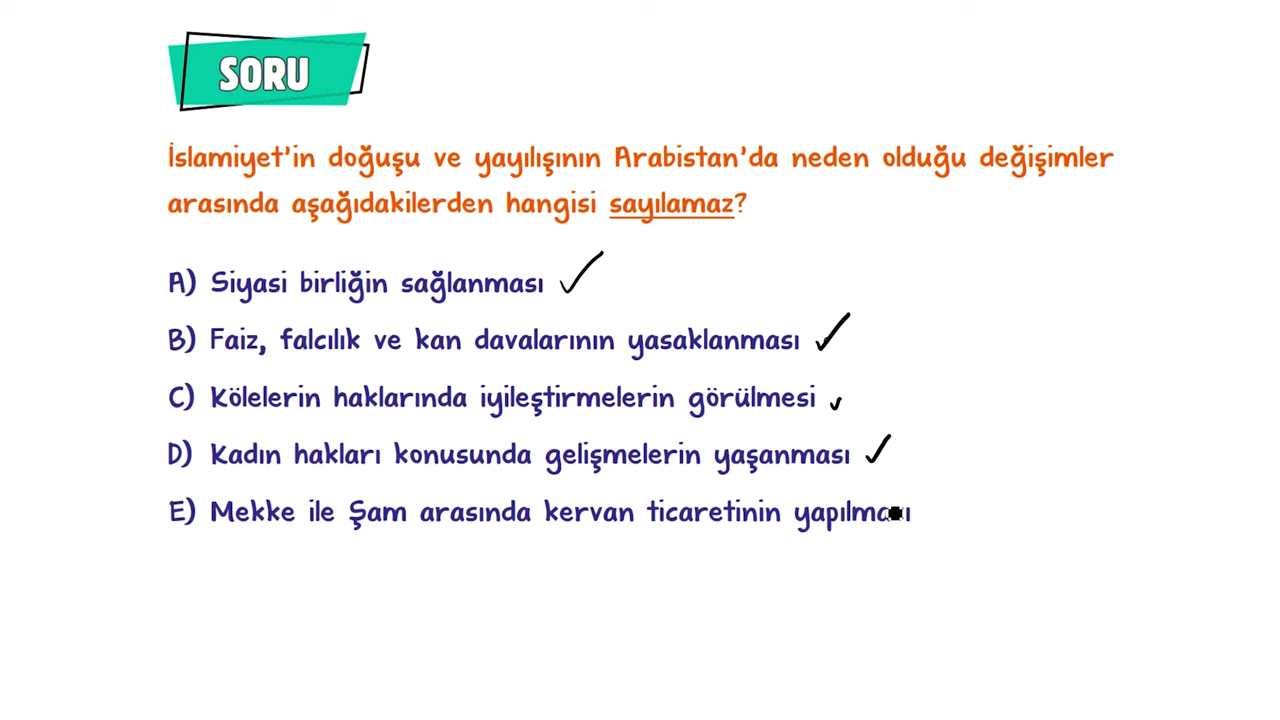 SORU
İslamiyet'in doğuşu ve yayılışının Arabistan'da neden olduğu değişimler
arasında aşağıdakilerden hangisi sayılamaz?
A) Siyasi birliğin sağlanması
B) Faiz, falcılık ve kan davalarının yasaklanması
C) Kölelerin haklarında iyileştirmelerin görülmesi
D) Kadın hakları konusunda gelişmelerin yaşanması
E) Mekke ile Şam arasında kervan ticaretinin yapılması